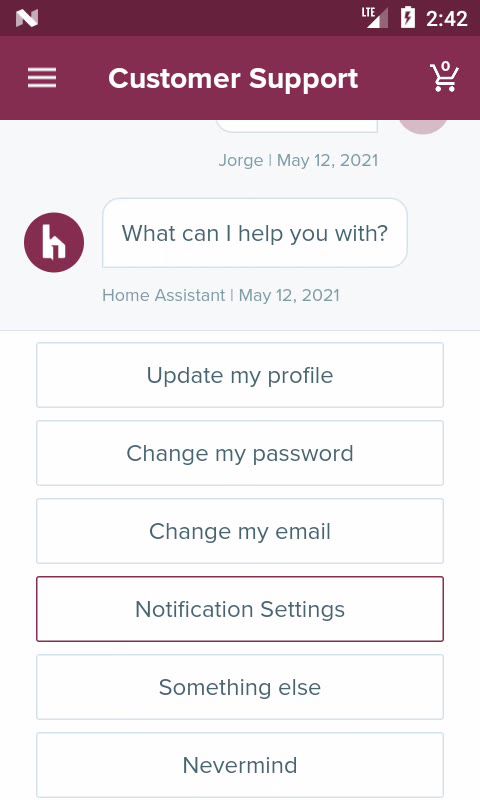 LTE 2:42
Customer Support
0
Jorge | May 12, 2021
What can I help you with?
h
Home Assistant | May 12, 2021
Update my profile
Change my password
Change my email
Notification Settings
Something else
Nevermind